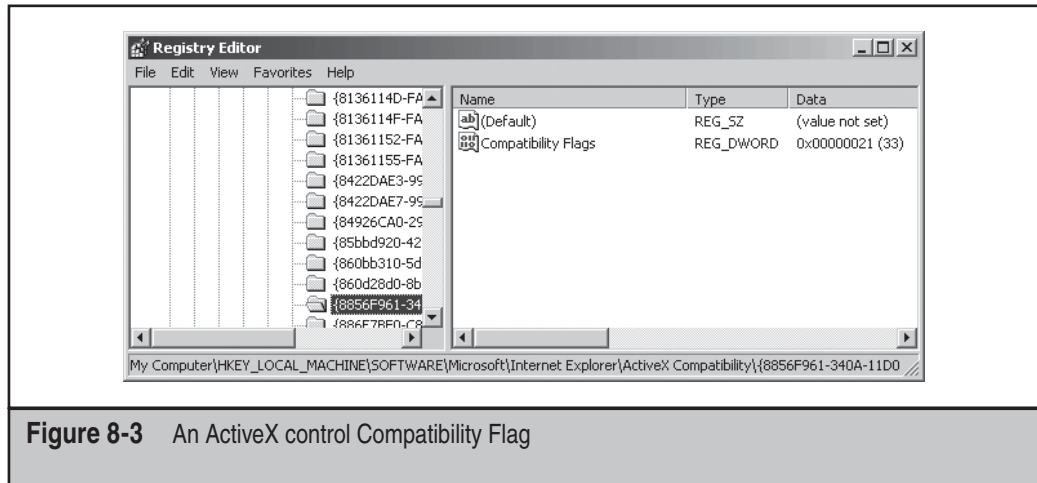 Registry Editor
File Edit View Favorites Help
{8136114D-FA
{8136114F-FA
{81361152-FA
{81361155-FA
{8422DAE3-99
{8422DAE7-99
{84926CA0-29
{85bbd920-42
{860bb310-5d
{860d28d0-8b
{8856F961-34
{886E7BF0-C8
Name Type Data
(Default) REG_SZ (value not set)
Compatibility Flags REG_DWORD 0x00000021 (33)
My Computer\HKEY_LOCAL_MACHINE\SOFTWARE\Microsoft\Internet Explorer\ActiveX Compatibility\{8856F961-340A-11D0
Figure 8-3 An ActiveX control Compatibility Flag